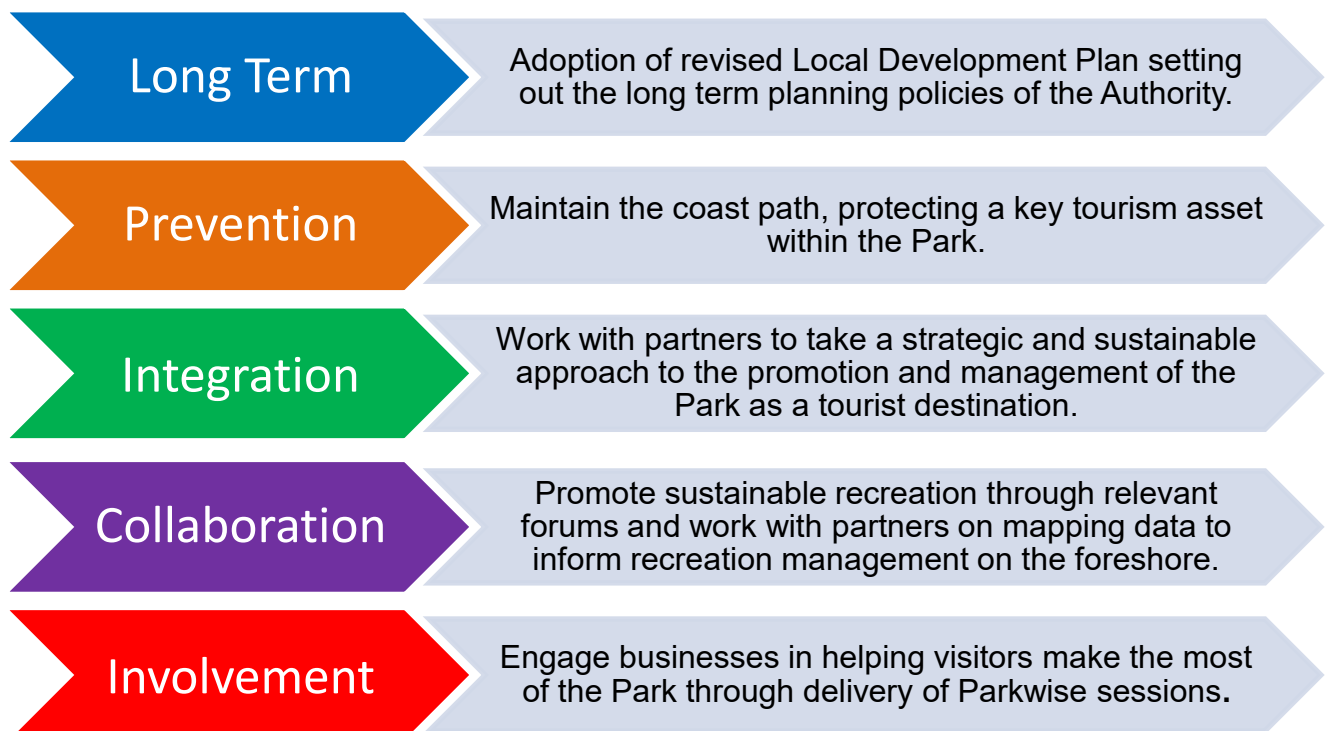 Long Term
Adoption of revised Local Development Plan setting
out the long term planning policies of the Authority.
Prevention
Maintain the coast path, protecting a key tourism asset
within the Park.
Integration
Work with partners to take a strategic and sustainable
approach to the promotion and management of the
Park as a tourist destination.
Collaboration
Promote sustainable recreation through relevant
forums and work with partners on mapping data to
inform recreation management on the foreshore.
Involvement
Engage businesses in helping visitors make the most
of the Park through delivery of Parkwise sessions.